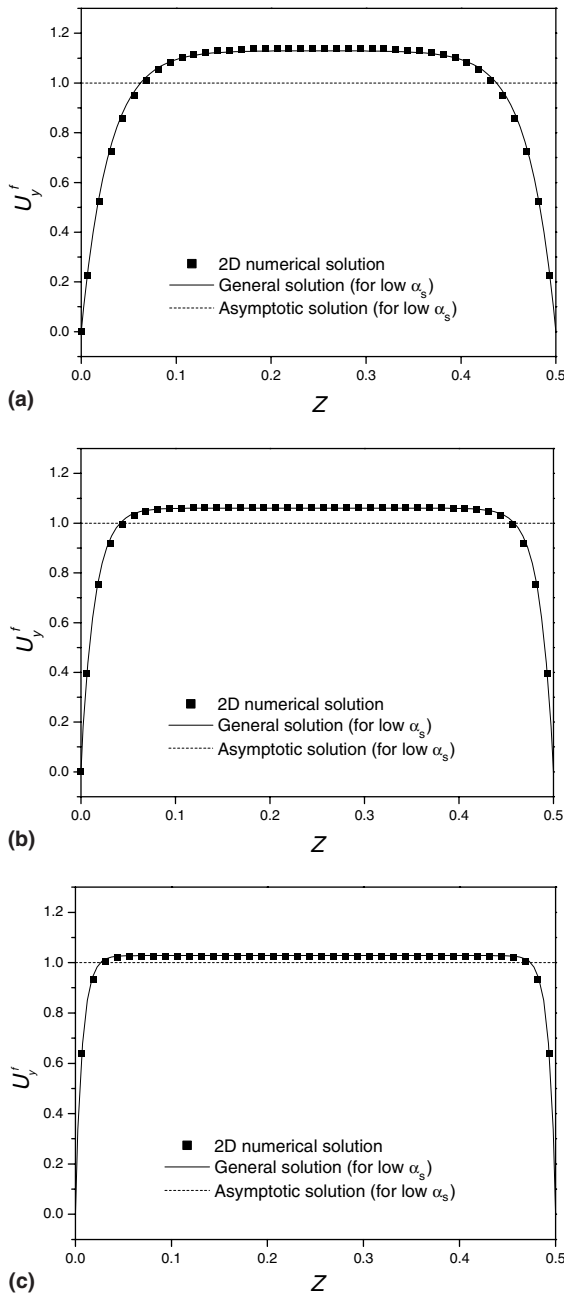 1.2
1.0
0.8
0.6
0.4
0.2
0.0
U_y^f
2D numerical solution
General solution (for low α_s)
Asymptotic solution (for low α_s)
0.0 0.1 0.2 0.3 0.4 0.5
(a) Z
1.2
1.0
0.8
0.6
0.4
0.2
0.0
U_y^f
2D numerical solution
General solution (for low α_s)
Asymptotic solution (for low α_s)
0.0 0.1 0.2 0.3 0.4 0.5
(b) Z
1.2
1.0
0.8
0.6
0.4
0.2
0.0
U_y^f
2D numerical solution
General solution (for low α_s)
Asymptotic solution (for low α_s)
0.0 0.1 0.2 0.3 0.4 0.5
(c) Z